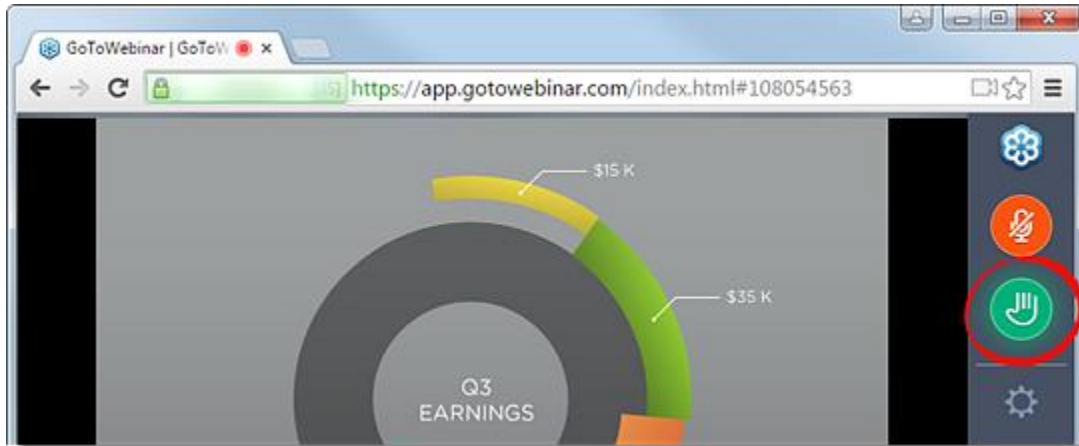 GoToWebinar | GoToW
https://app.gotowebinar.com/index.html#108054563
$15 K
$35 K
Q3
EARNINGS